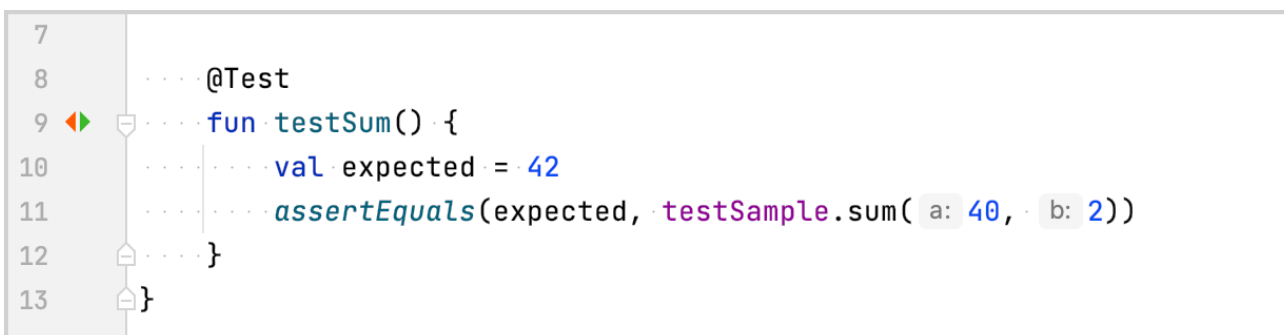 7
8 @Test
9 fun testSum() {
10 val expected = 42
11 assertEquals(expected, testSample.sum( a: 40, b: 2))
12 }
13 }